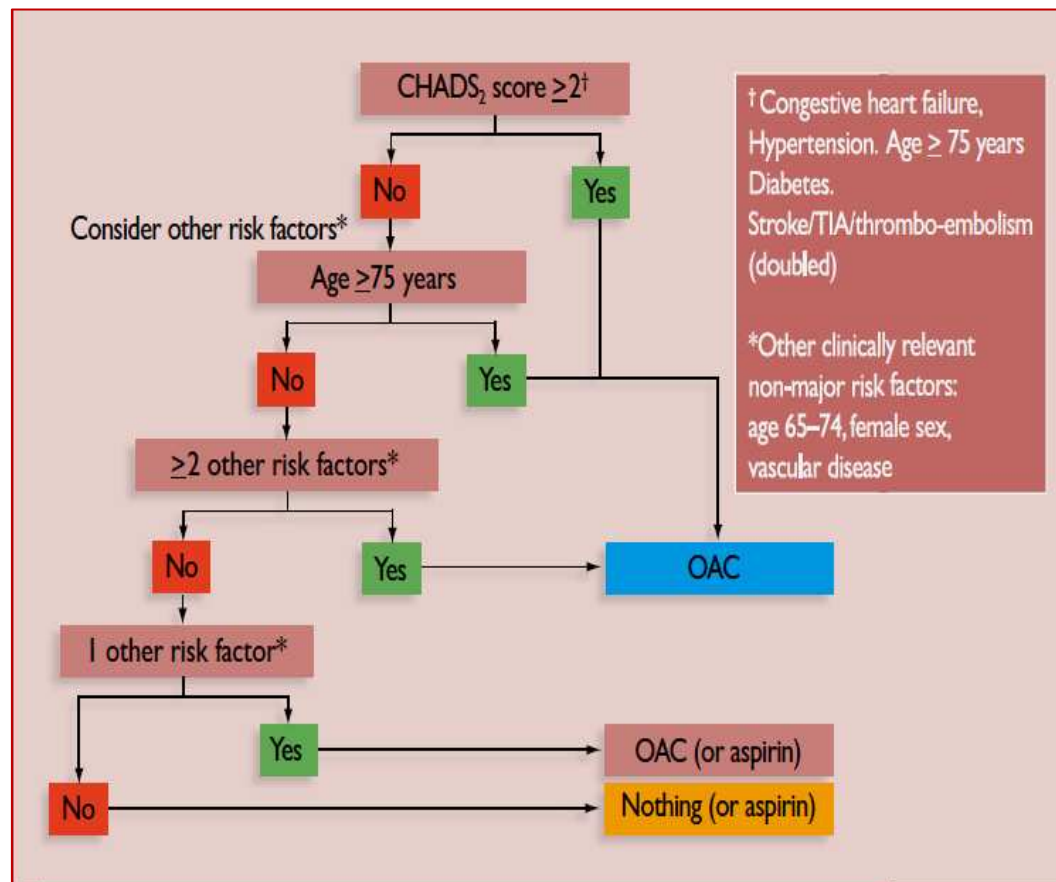 CHADS₂ score ≥2†
No
Yes
Consider other risk factors*
Age ≥75 years
No
Yes
≥2 other risk factors*
No
Yes
OAC
1 other risk factor*
Yes
OAC (or aspirin)
No
Nothing (or aspirin)
† Congestive heart failure,
Hypertension. Age ≥ 75 years
Diabetes.
Stroke/TIA/thrombo-embolism
(doubled)
*Other clinically relevant
non-major risk factors:
age 65–74, female sex,
vascular disease